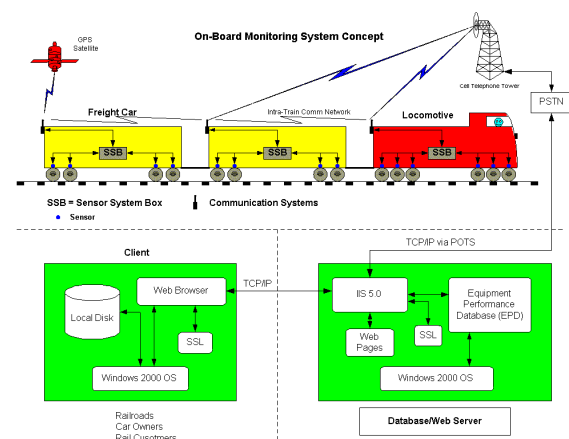 On-Board Monitoring System Concept
GPS
Satellite
Cell Telephone Tower
PSTN
Freight Car
Intra-Train Comm Network
Locomotive
SSB
SSB
SSB
SSB = Sensor System Box
Communication Systems
Sensor
TCP/IP via POTS
Client
TCP/IP
Web Browser
Local Disk
SSL
Windows 2000 OS
IIS 5.0
Equipment
Performance
Database (EPD)
Web
Pages
SSL
Windows 2000 OS
Railroads
Car Owners
Rail Cusotmers
Database/Web Server